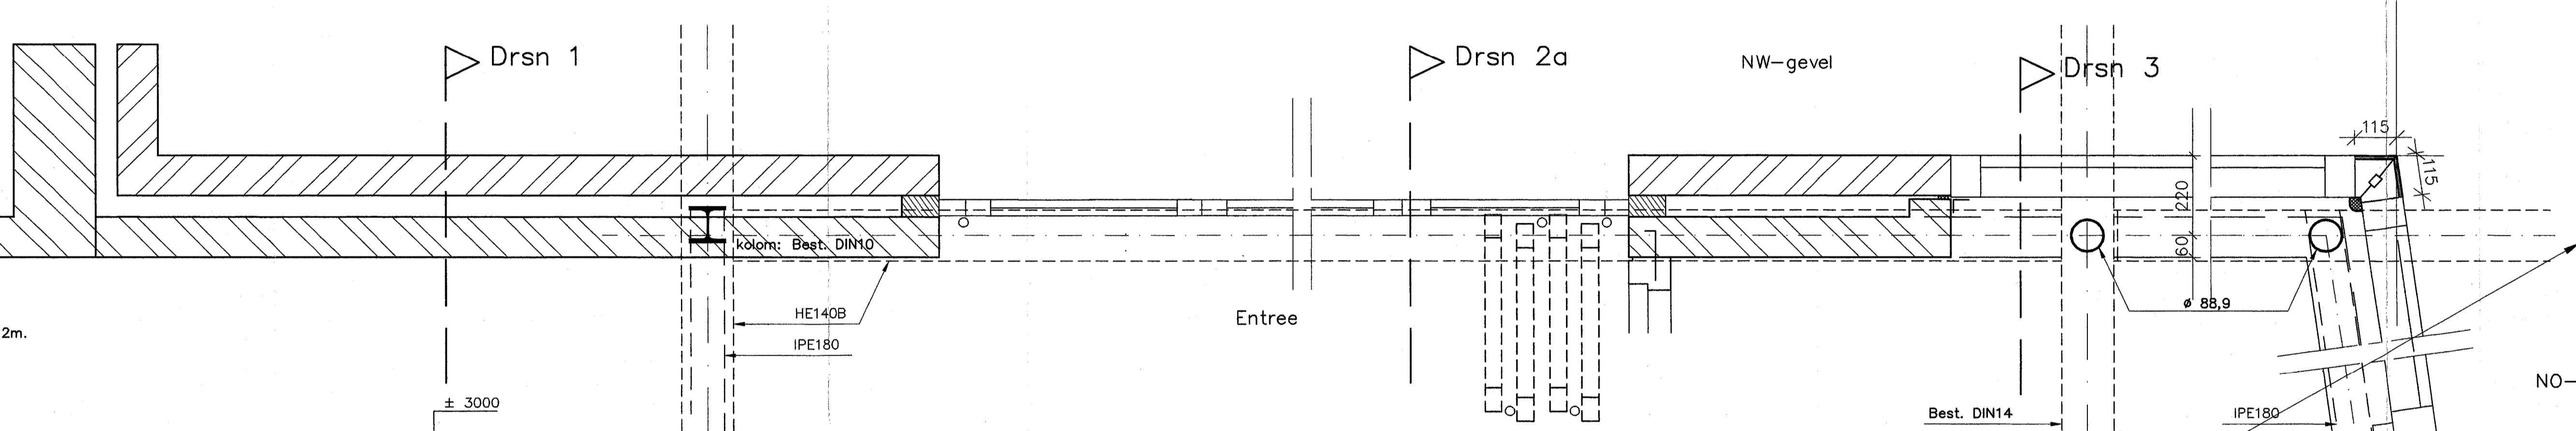 Drsn 1
Drsn 2a
NW-gevel
Drsn 3
115
115
220
60
kolom: Best. DIN10
HE140B
IPE180
Entree
ø 88,9
2m.
± 3000
Best. DIN14
IPE180
NO-